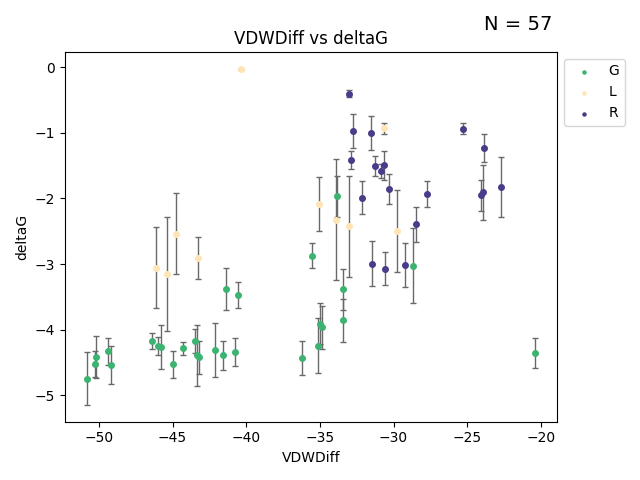 N = 57
VDWDiff vs deltaG
G
L
R
0
−1
−2
−3
−4
−5
deltaG
−50
−45
−40
−35
−30
−25
−20
VDWDiff